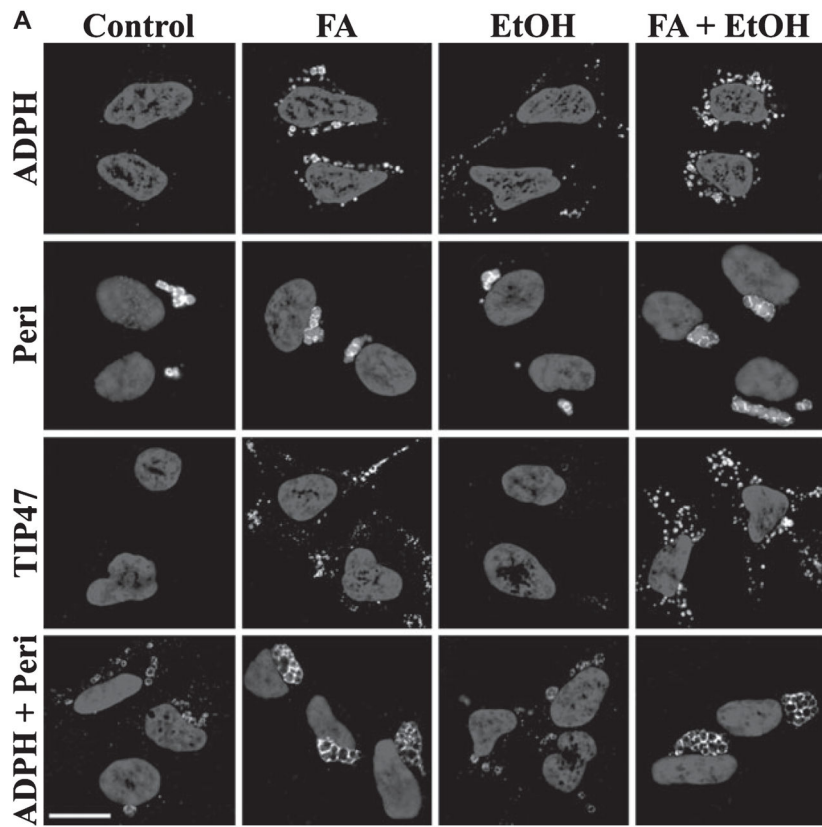 A
Control FA EtOH FA + EtOH
ADPH
Peri
TIP47
ADPH + Peri